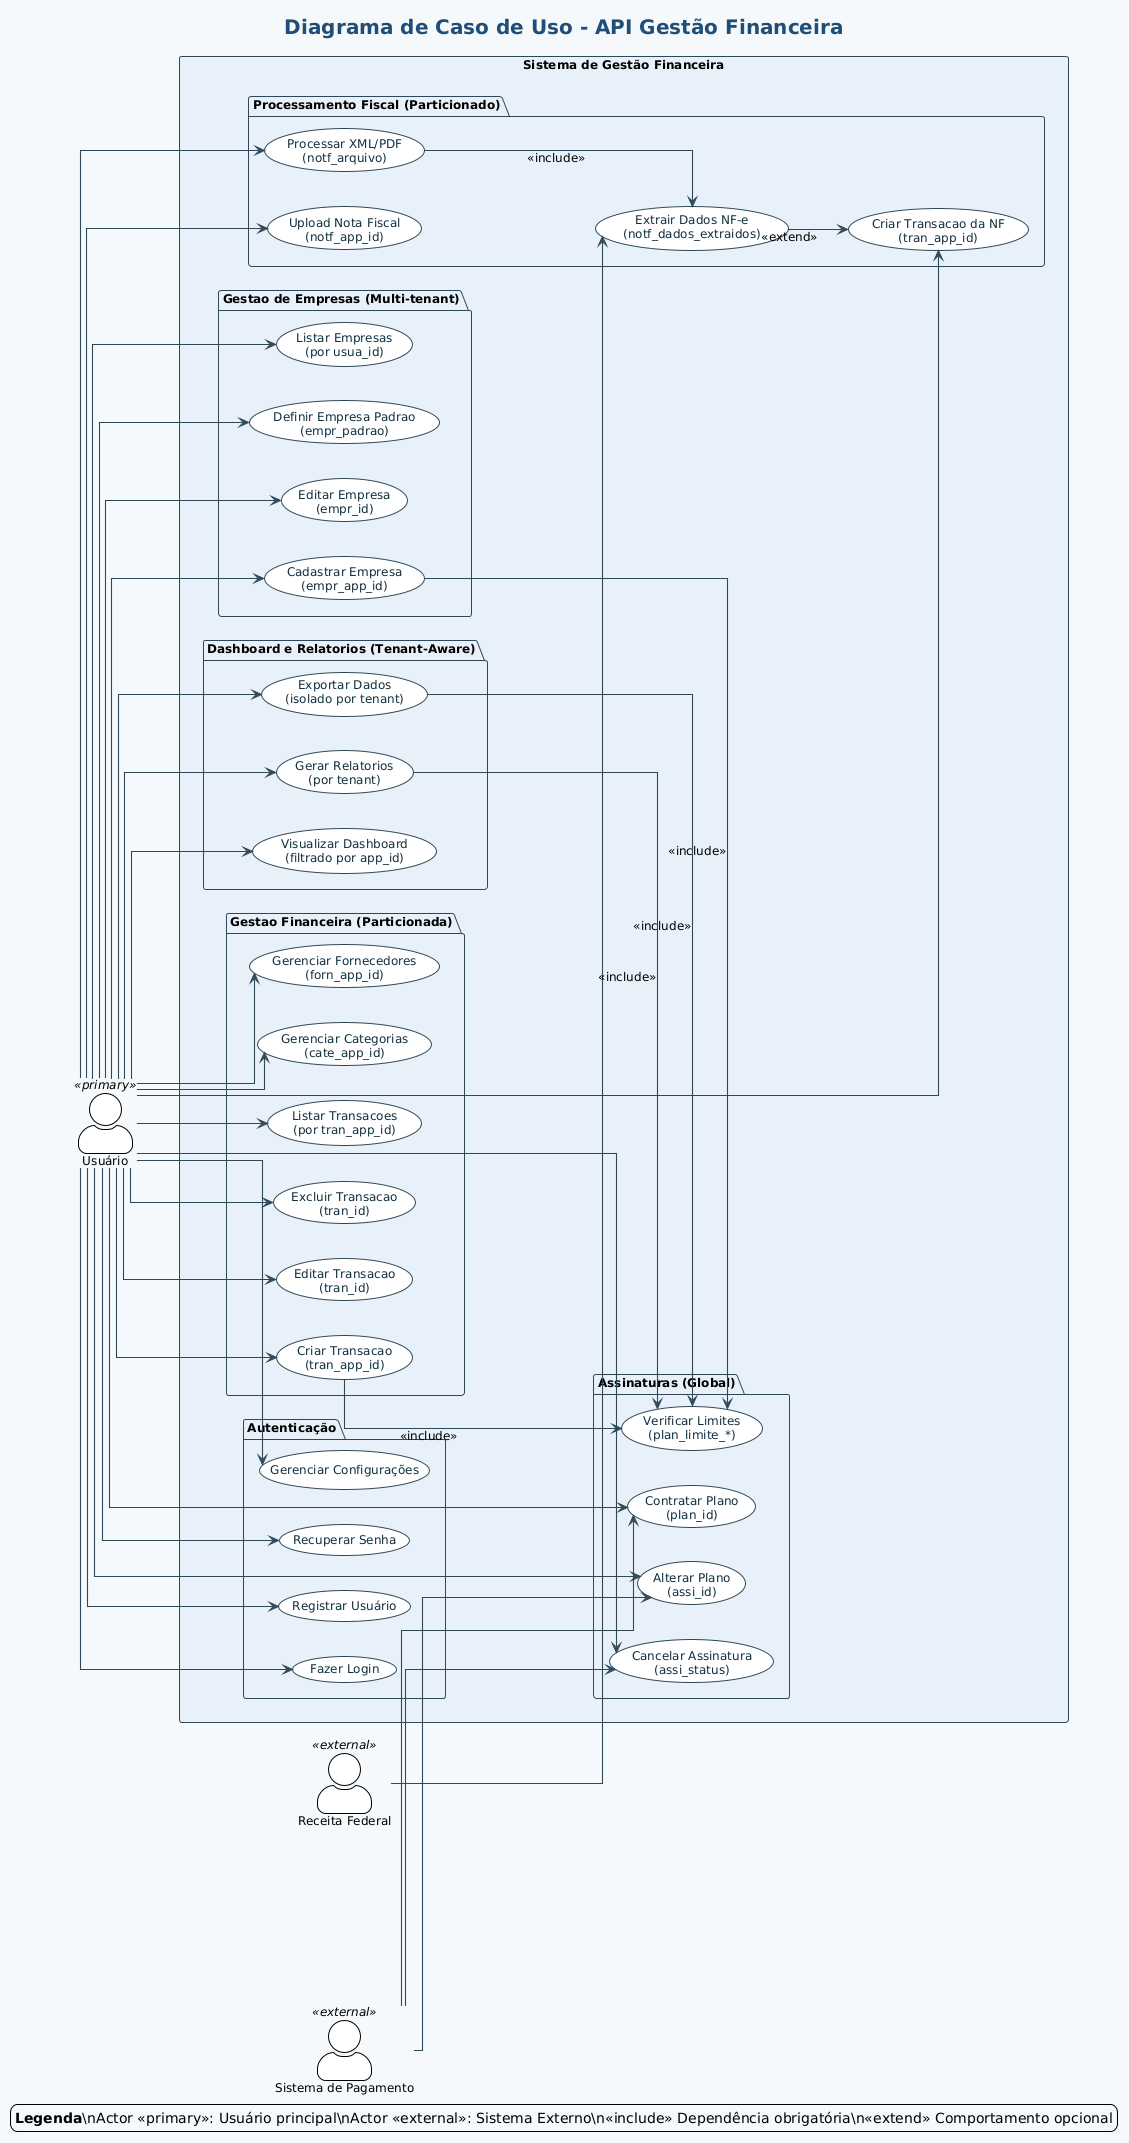 Diagrama de Caso de Uso - API Gestão Financeira
Sistema de Gestão Financeira
Processamento Fiscal (Particionado)
Processar XML/PDF
(notf_arquivo)
«include»
Upload Nota Fiscal
(notf_app_id)
Extrair Dados NF-e
(notf_dados_extraidos)
«extend»
Criar Transacao da NF
(tran_app_id)
Gestao de Empresas (Multi-tenant)
Listar Empresas
(por usua_id)
Definir Empresa Padrao
(empr_padrao)
Editar Empresa
(empr_id)
Cadastrar Empresa
(empr_app_id)
Dashboard e Relatorios (Tenant-Aware)
Exportar Dados
(isolado por tenant)
Gerar Relatorios
(por tenant)
Visualizar Dashboard
(filtrado por app_id)
«include»
«include»
«include»
Gestao Financeira (Particionada)
Gerenciar Fornecedores
(forn_app_id)
Gerenciar Categorias
(cate_app_id)
«primary»
Usuário
Listar Transacoes
(por tran_app_id)
Excluir Transacao
(tran_id)
Editar Transacao
(tran_id)
Criar Transacao
(tran_app_id)
«include»
Assinaturas (Global)
Verificar Limites
(plan_limite_*)
Contratar Plano
(plan_id)
Alterar Plano
(assi_id)
Cancelar Assinatura
(assi_status)
Autenticação
Gerenciar Configurações
Recuperar Senha
Registrar Usuário
Fazer Login
«external»
Receita Federal
«external»
Sistema de Pagamento
Legenda\nActor «primary»: Usuário principal\nActor «external»: Sistema Externo\n«include» Dependência obrigatória\n«extend» Comportamento opcional